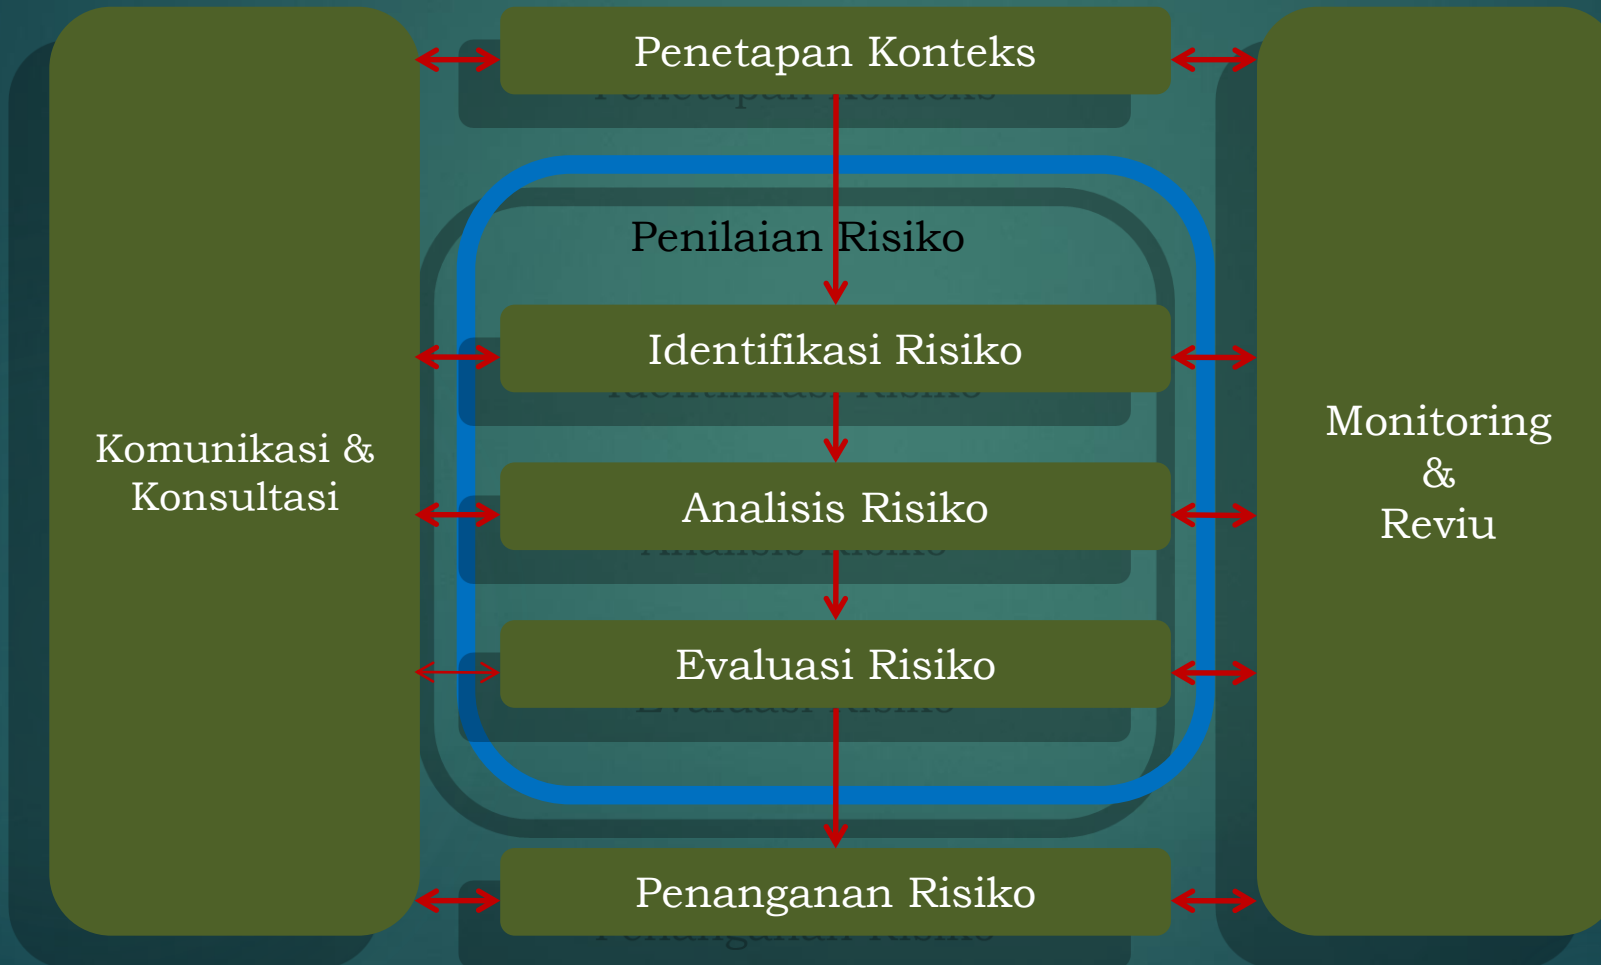 Penetapan Konteks
Penilaian Risiko
Identifikasi Risiko
Analisis Risiko
Evaluasi Risiko
Penanganan Risiko
Komunikasi &
Konsultasi
Monitoring
&
Reviu